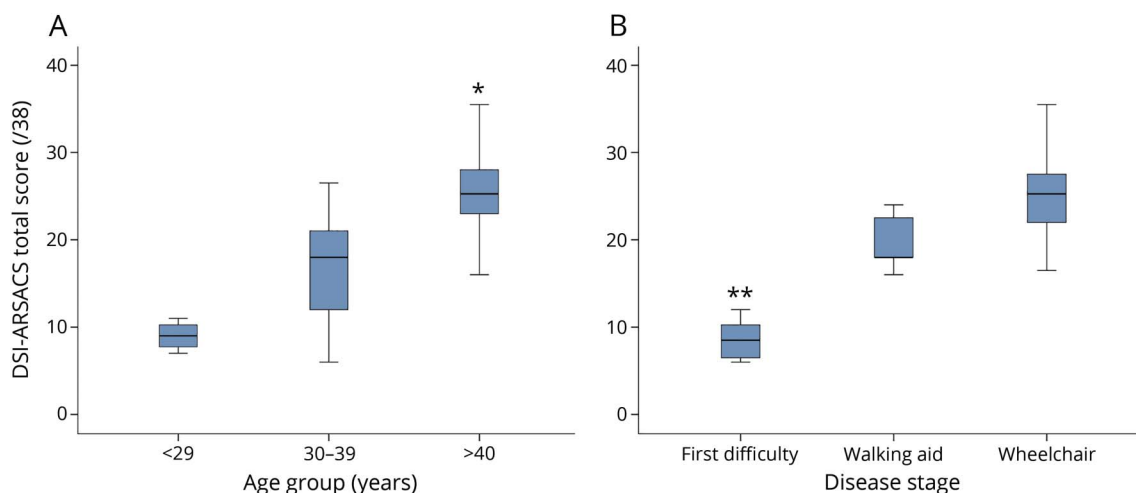 A
DSI-ARSACS total score (/38)
40
30
20
10
0
*
<29
30–39
>40
Age group (years)
B
40
30
20
10
0
**
First difficulty
Walking aid
Wheelchair
Disease stage